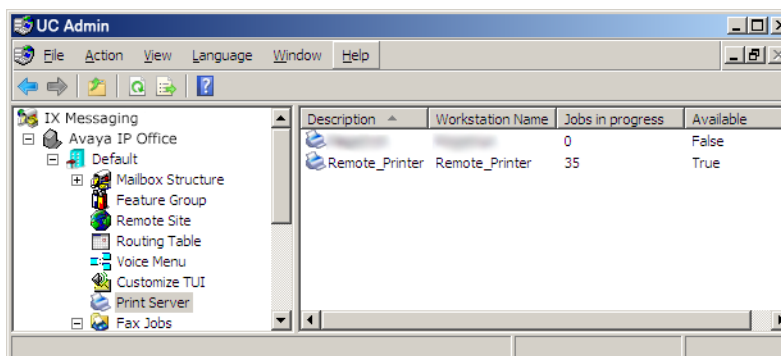 UC Admin
File Action View Language Window Help
IX Messaging
Avaya IP Office
Default
Mailbox Structure
Feature Group
Remote Site
Routing Table
Voice Menu
Customize TUI
Print Server
Fax Jobs
Description Workstation Name Jobs in progress Available
0 False
Remote_Printer Remote_Printer 35 True